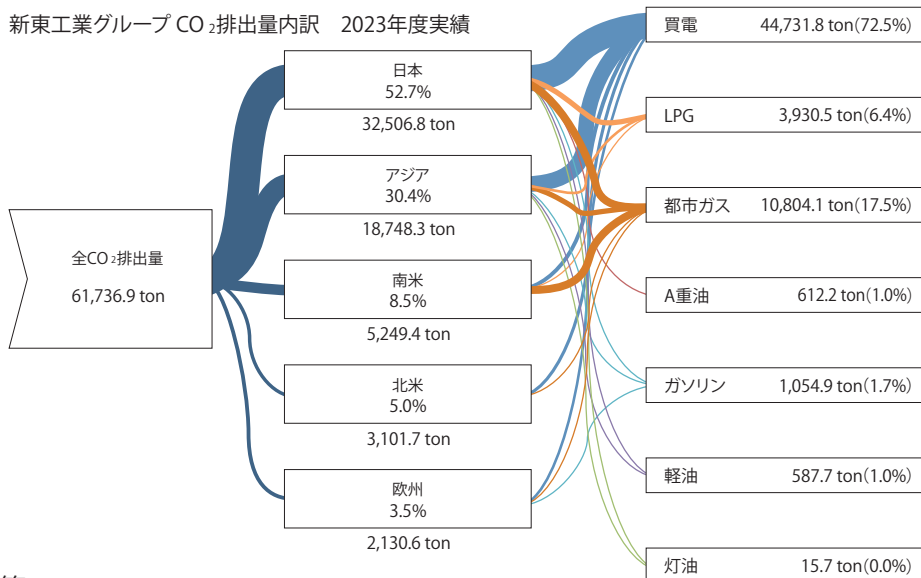 新東工業グループ CO₂排出量内訳　2023年度実績
全CO₂排出量
61,736.9 ton
日本
52.7%
32,506.8 ton
アジア
30.4%
18,748.3 ton
南米
8.5%
5,249.4 ton
北米
5.0%
3,101.7 ton
欧州
3.5%
2,130.6 ton
買電 44,731.8 ton(72.5%)
LPG 3,930.5 ton(6.4%)
都市ガス 10,804.1 ton(17.5%)
A重油 612.2 ton(1.0%)
ガソリン 1,054.9 ton(1.7%)
軽油 587.7 ton(1.0%)
灯油 15.7 ton(0.0%)